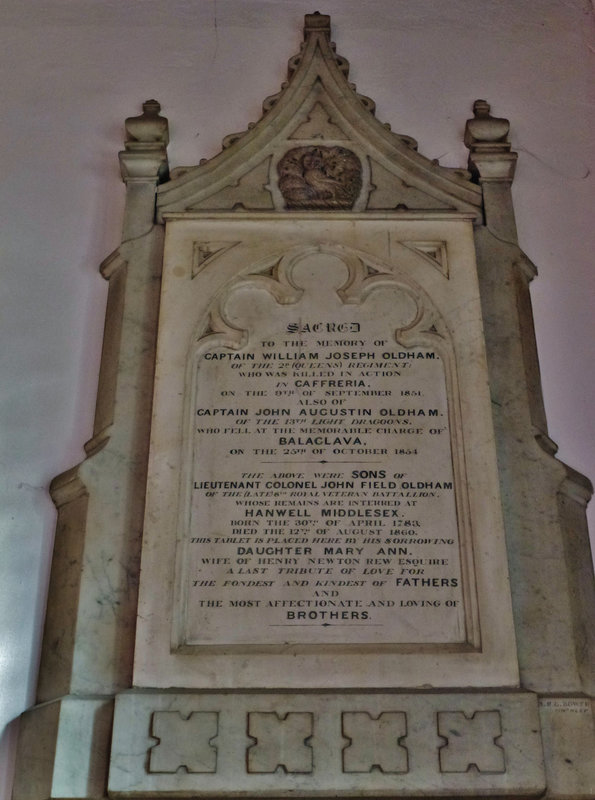 SACRED
TO THE MEMORY OF
CAPTAIN WILLIAM JOSEPH OLDHAM.
OF THE 2D (QUEENS) REGIMENT:
WHO WAS KILLED IN ACTION
IN CAFFRERIA.
ON THE 9TH OF SEPTEMBER 1851.
ALSO OF
CAPTAIN JOHN AUGUSTIN OLDHAM.
OF THE 13TH LIGHT DRAGOONS.
WHO FELL AT THE MEMORABLE CHARGE OF
BALACLAVA.
ON THE 25TH OF OCTOBER 1854
THE ABOVE WERE SONS OF
LIEUTENANT COLONEL JOHN FIELD OLDHAM
OF THE (LATE 8TH ROYAL VETERAN BATTALION.
WHOSE REMAINS ARE INTERRED AT
HANWELL MIDDLESEX.
BORN THE 30TH OF APRIL 1783.
DIED THE 12TH OF AUGUST 1860.
THIS TABLET IS PLACED HERE BY HIS SORROWING
DAUGHTER MARY ANN.
WIFE OF HENRY NEWTON REW ESQUIRE
A LAST TRIBUTE OF LOVE FOR
THE FONDEST AND KINDEST OF FATHERS
AND
THE MOST AFFECTIONATE AND LOVING OF
BROTHERS.